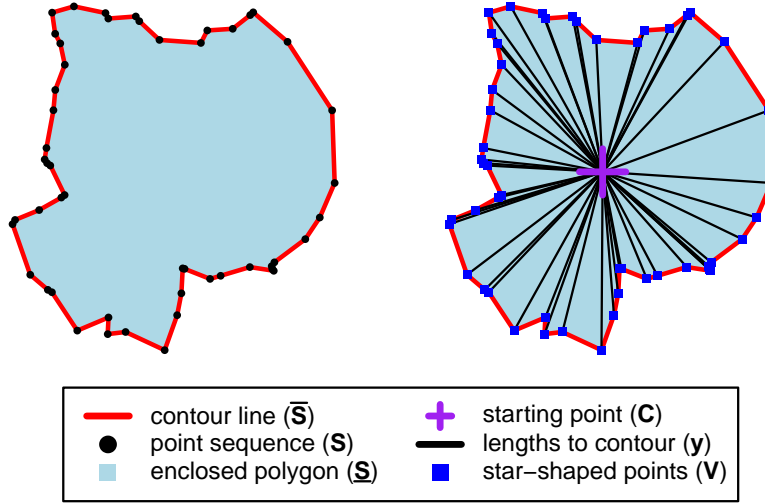 contour line (S̅)
point sequence (S)
enclosed polygon (S̲)
starting point (C)
lengths to contour (y)
star−shaped points (V)